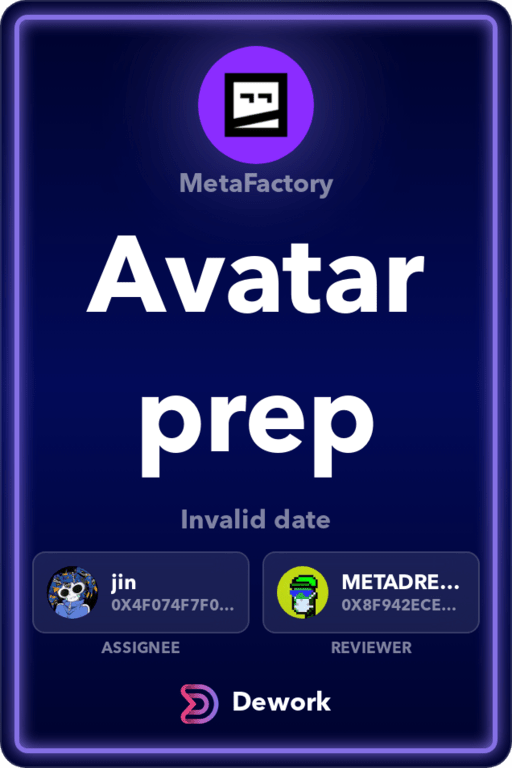 MetaFactory
Avatar
prep
Invalid date
jin
0X4F074F7F0...
METADRE...
0X8F942ECE...
ASSIGNEE
REVIEWER
Dework